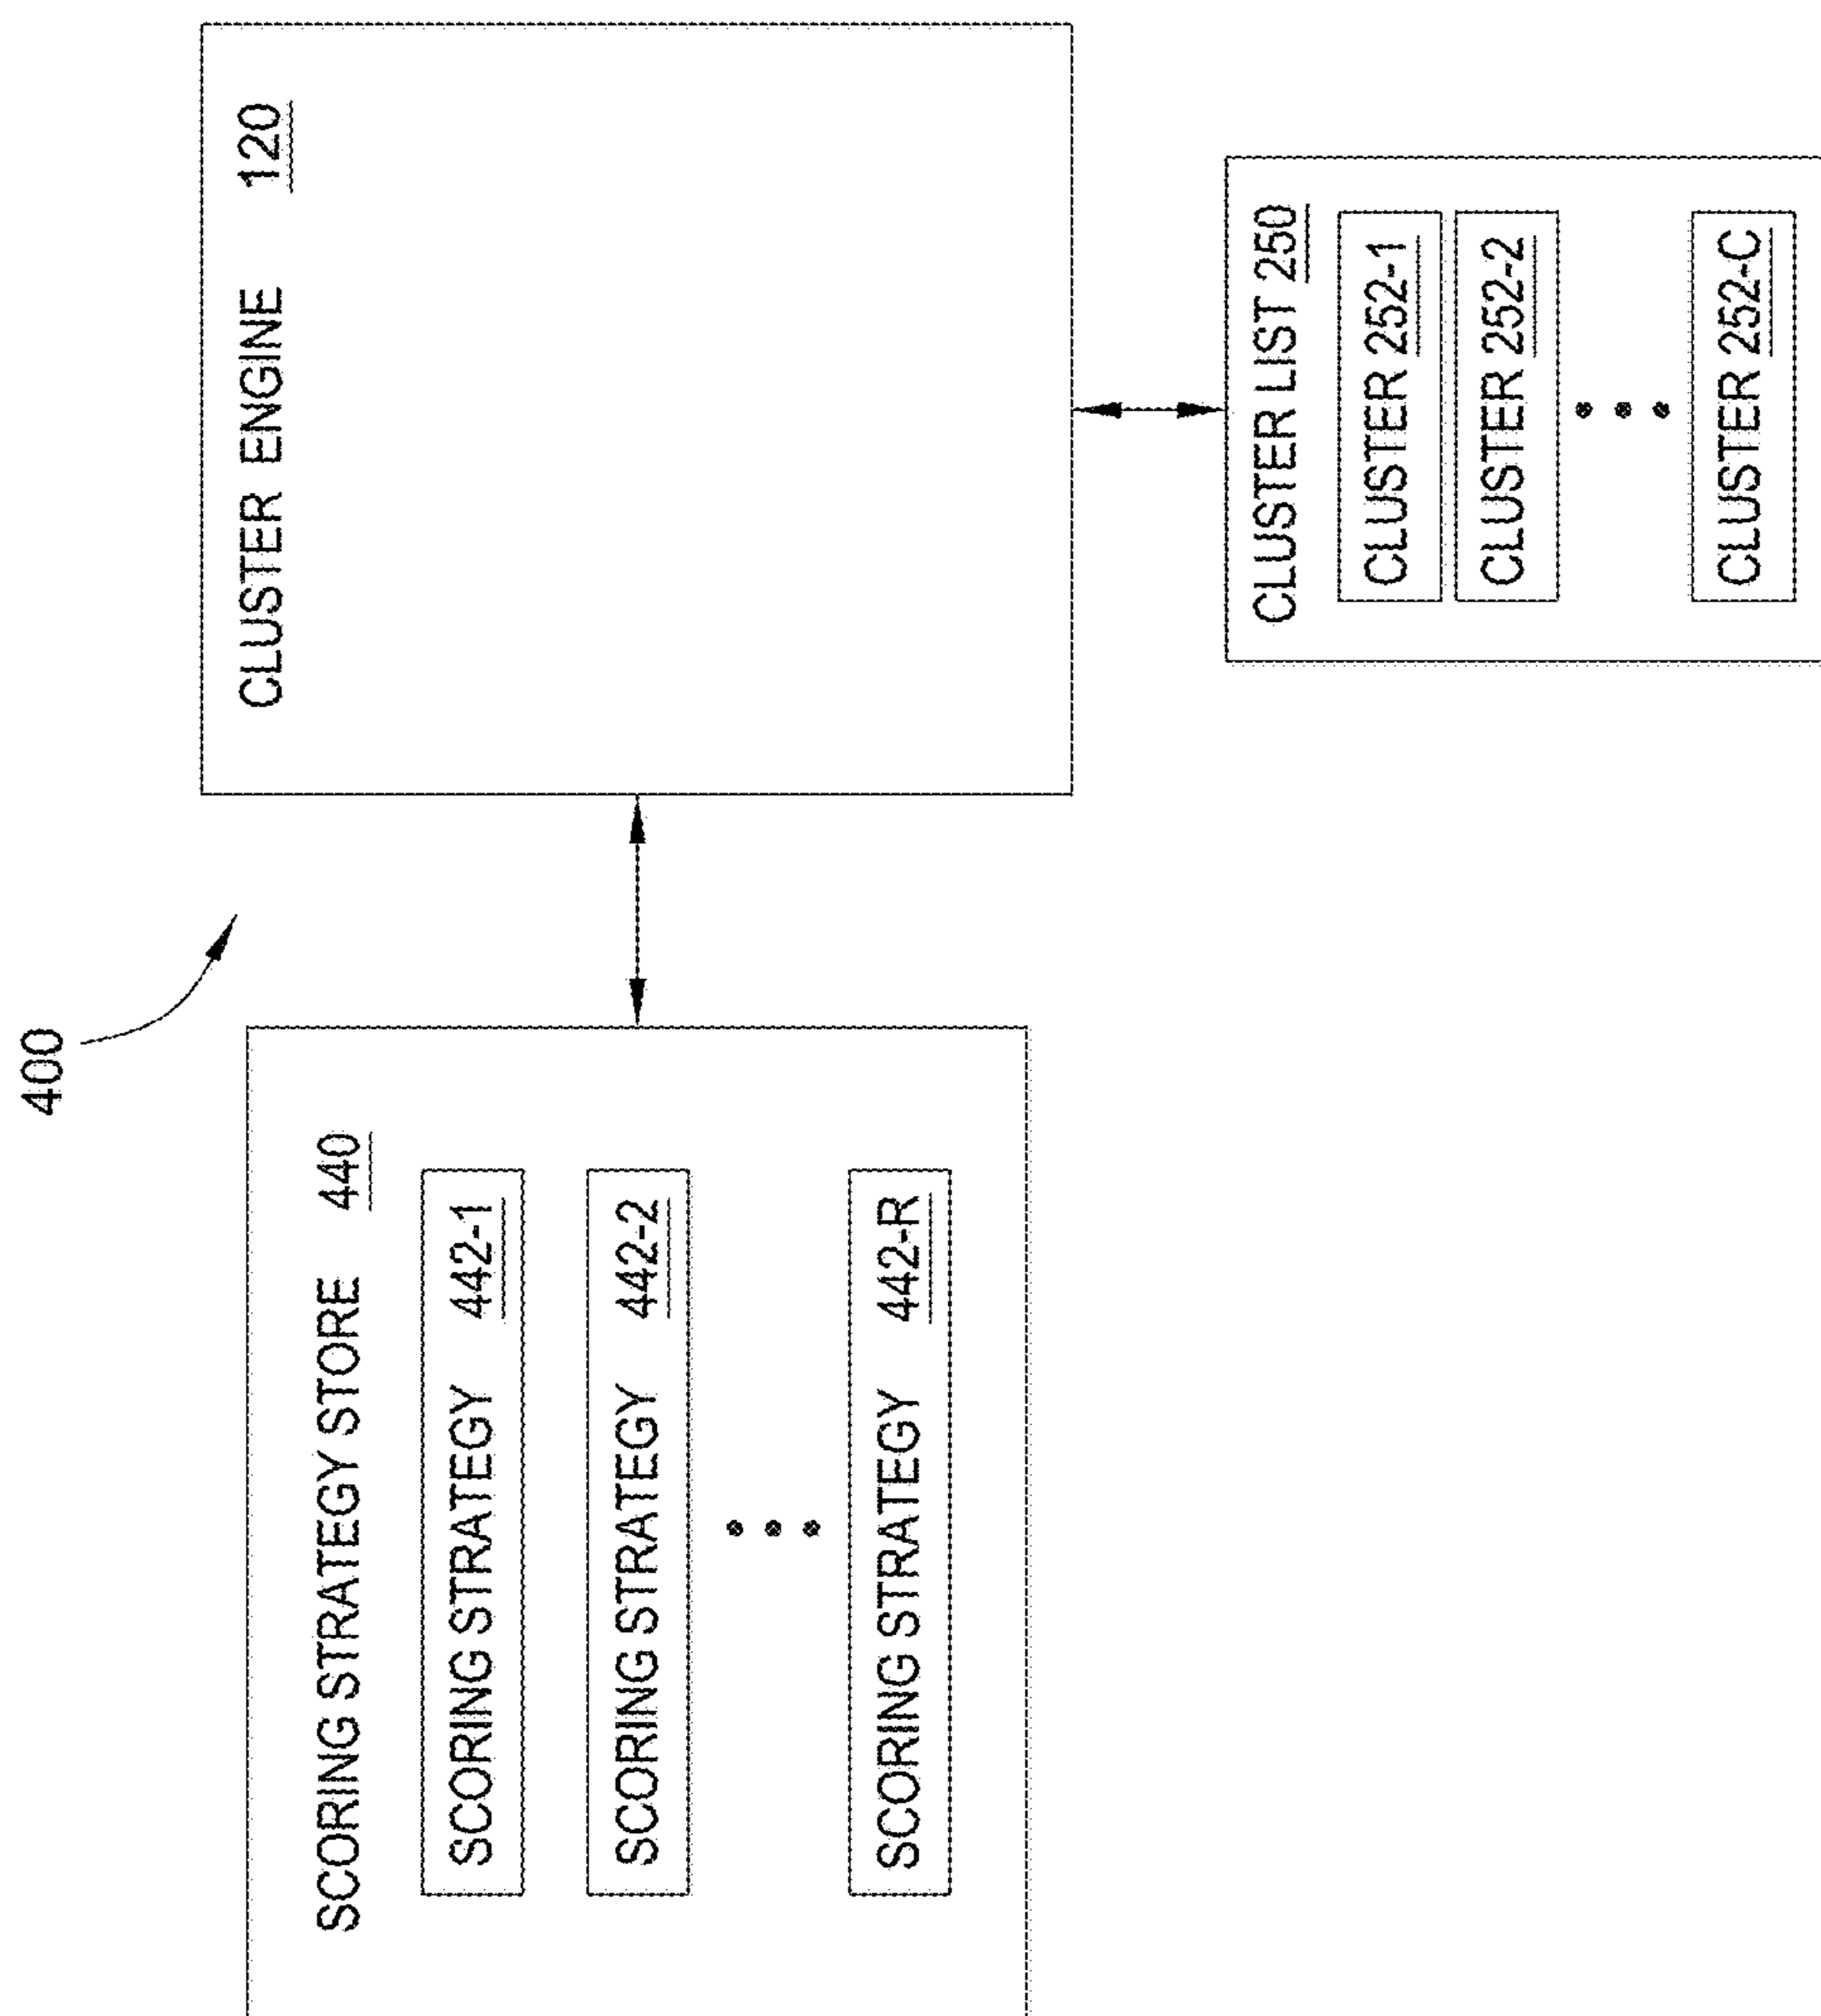 400
SCORING STRATEGY STORE 440
SCORING STRATEGY 442-1
SCORING STRATEGY 442-2
SCORING STRATEGY 442-R
CLUSTER ENGINE 120
CLUSTER LIST 250
CLUSTER 252-1
CLUSTER 252-2
CLUSTER 252-C